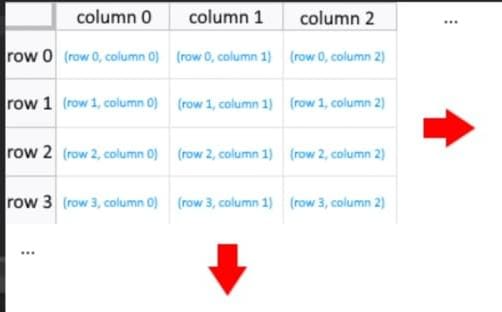 column 0 column 1 column 2 ...
row 0 (row 0, column 0) (row 0, column 1) (row 0, column 2)
row 1 (row 1, column 0) (row 1, column 1) (row 1, column 2)
row 2 (row 2, column 0) (row 2, column 1) (row 2, column 2)
row 3 (row 3, column 0) (row 3, column 1) (row 3, column 2)
...